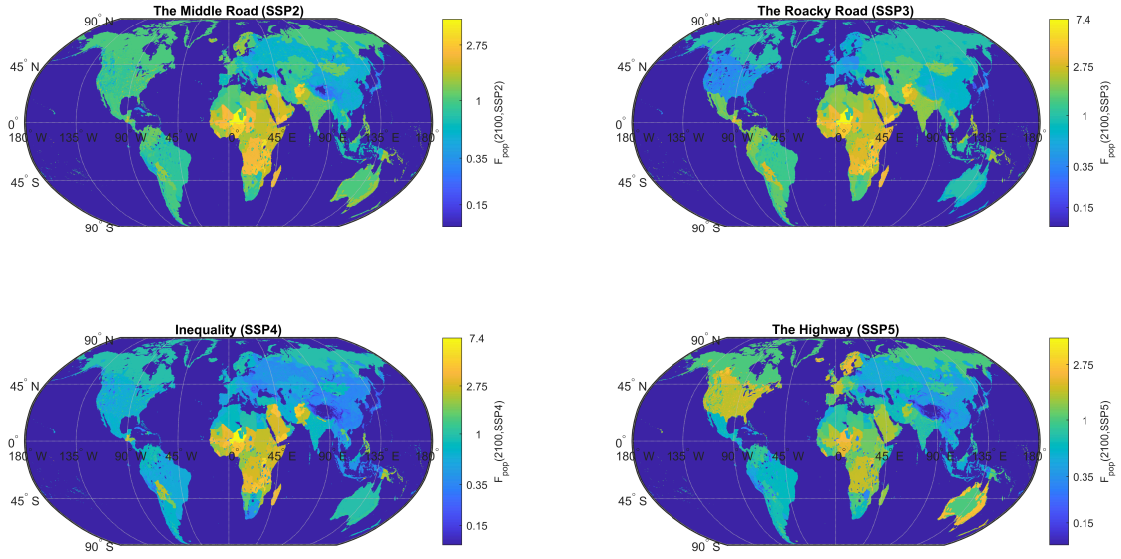 The Middle Road (SSP2)
90° N
45° N
0°
180° W 135° W 90° W 45° W 0° 45° E 90° E 135° E 180° E
45° S
90° S
2.75
1
0.35
0.15
F_pop(2100,SSP2)
The Roacky Road (SSP3)
90° N
45° N
0°
180° W 135° W 90° W 45° W 0° 45° E 90° E 135° E 180° E
45° S
90° S
7.4
2.75
1
0.35
0.15
F_pop(2100,SSP3)
Inequality (SSP4)
90° N
45° N
0°
180° W 135° W 90° W 45° W 0° 45° E 90° E 135° E 180° E
45° S
90° S
7.4
2.75
1
0.35
0.15
F_pop(2100,SSP4)
The Highway (SSP5)
90° N
45° N
0°
180° W 135° W 90° W 45° W 0° 45° E 90° E 135° E 180° E
45° S
90° S
2.75
1
0.35
0.15
F_pop(2100,SSP5)